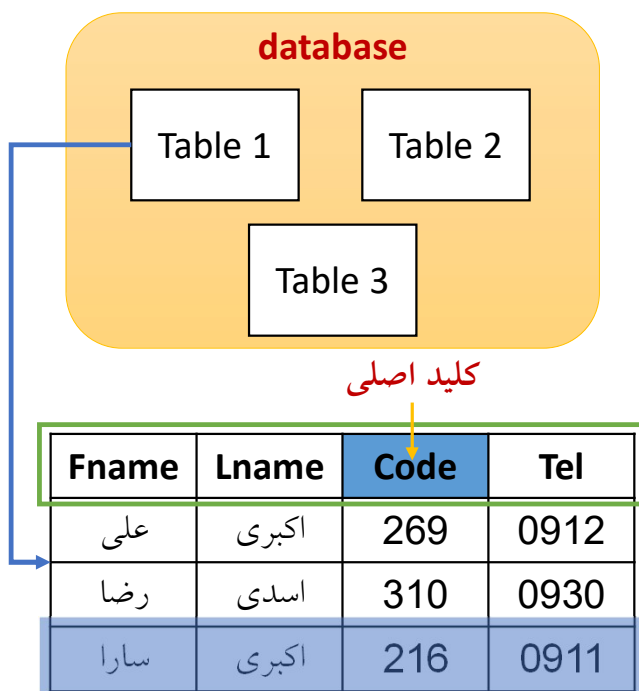 database
Table 1 Table 2
Table 3
کلید اصلی
Fname Lname Code Tel
علی اکبری 269 0912
رضا اسدی 310 0930
سارا اکبری 216 0911